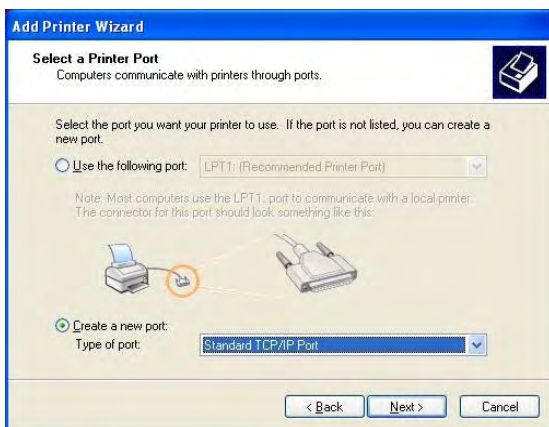 Add Printer Wizard
Select a Printer Port
Computers communicate with printers through ports.
Select the port you want your printer to use. If the port is not listed, you can create a
new port.
Use the following port: LPT1: (Recommended Printer Port)
Note: Most computers use the LPT1: port to communicate with a local printer.
The connector for this port should look something like this:
Create a new port:
Type of port: Standard TCP/IP Port
< Back Next > Cancel